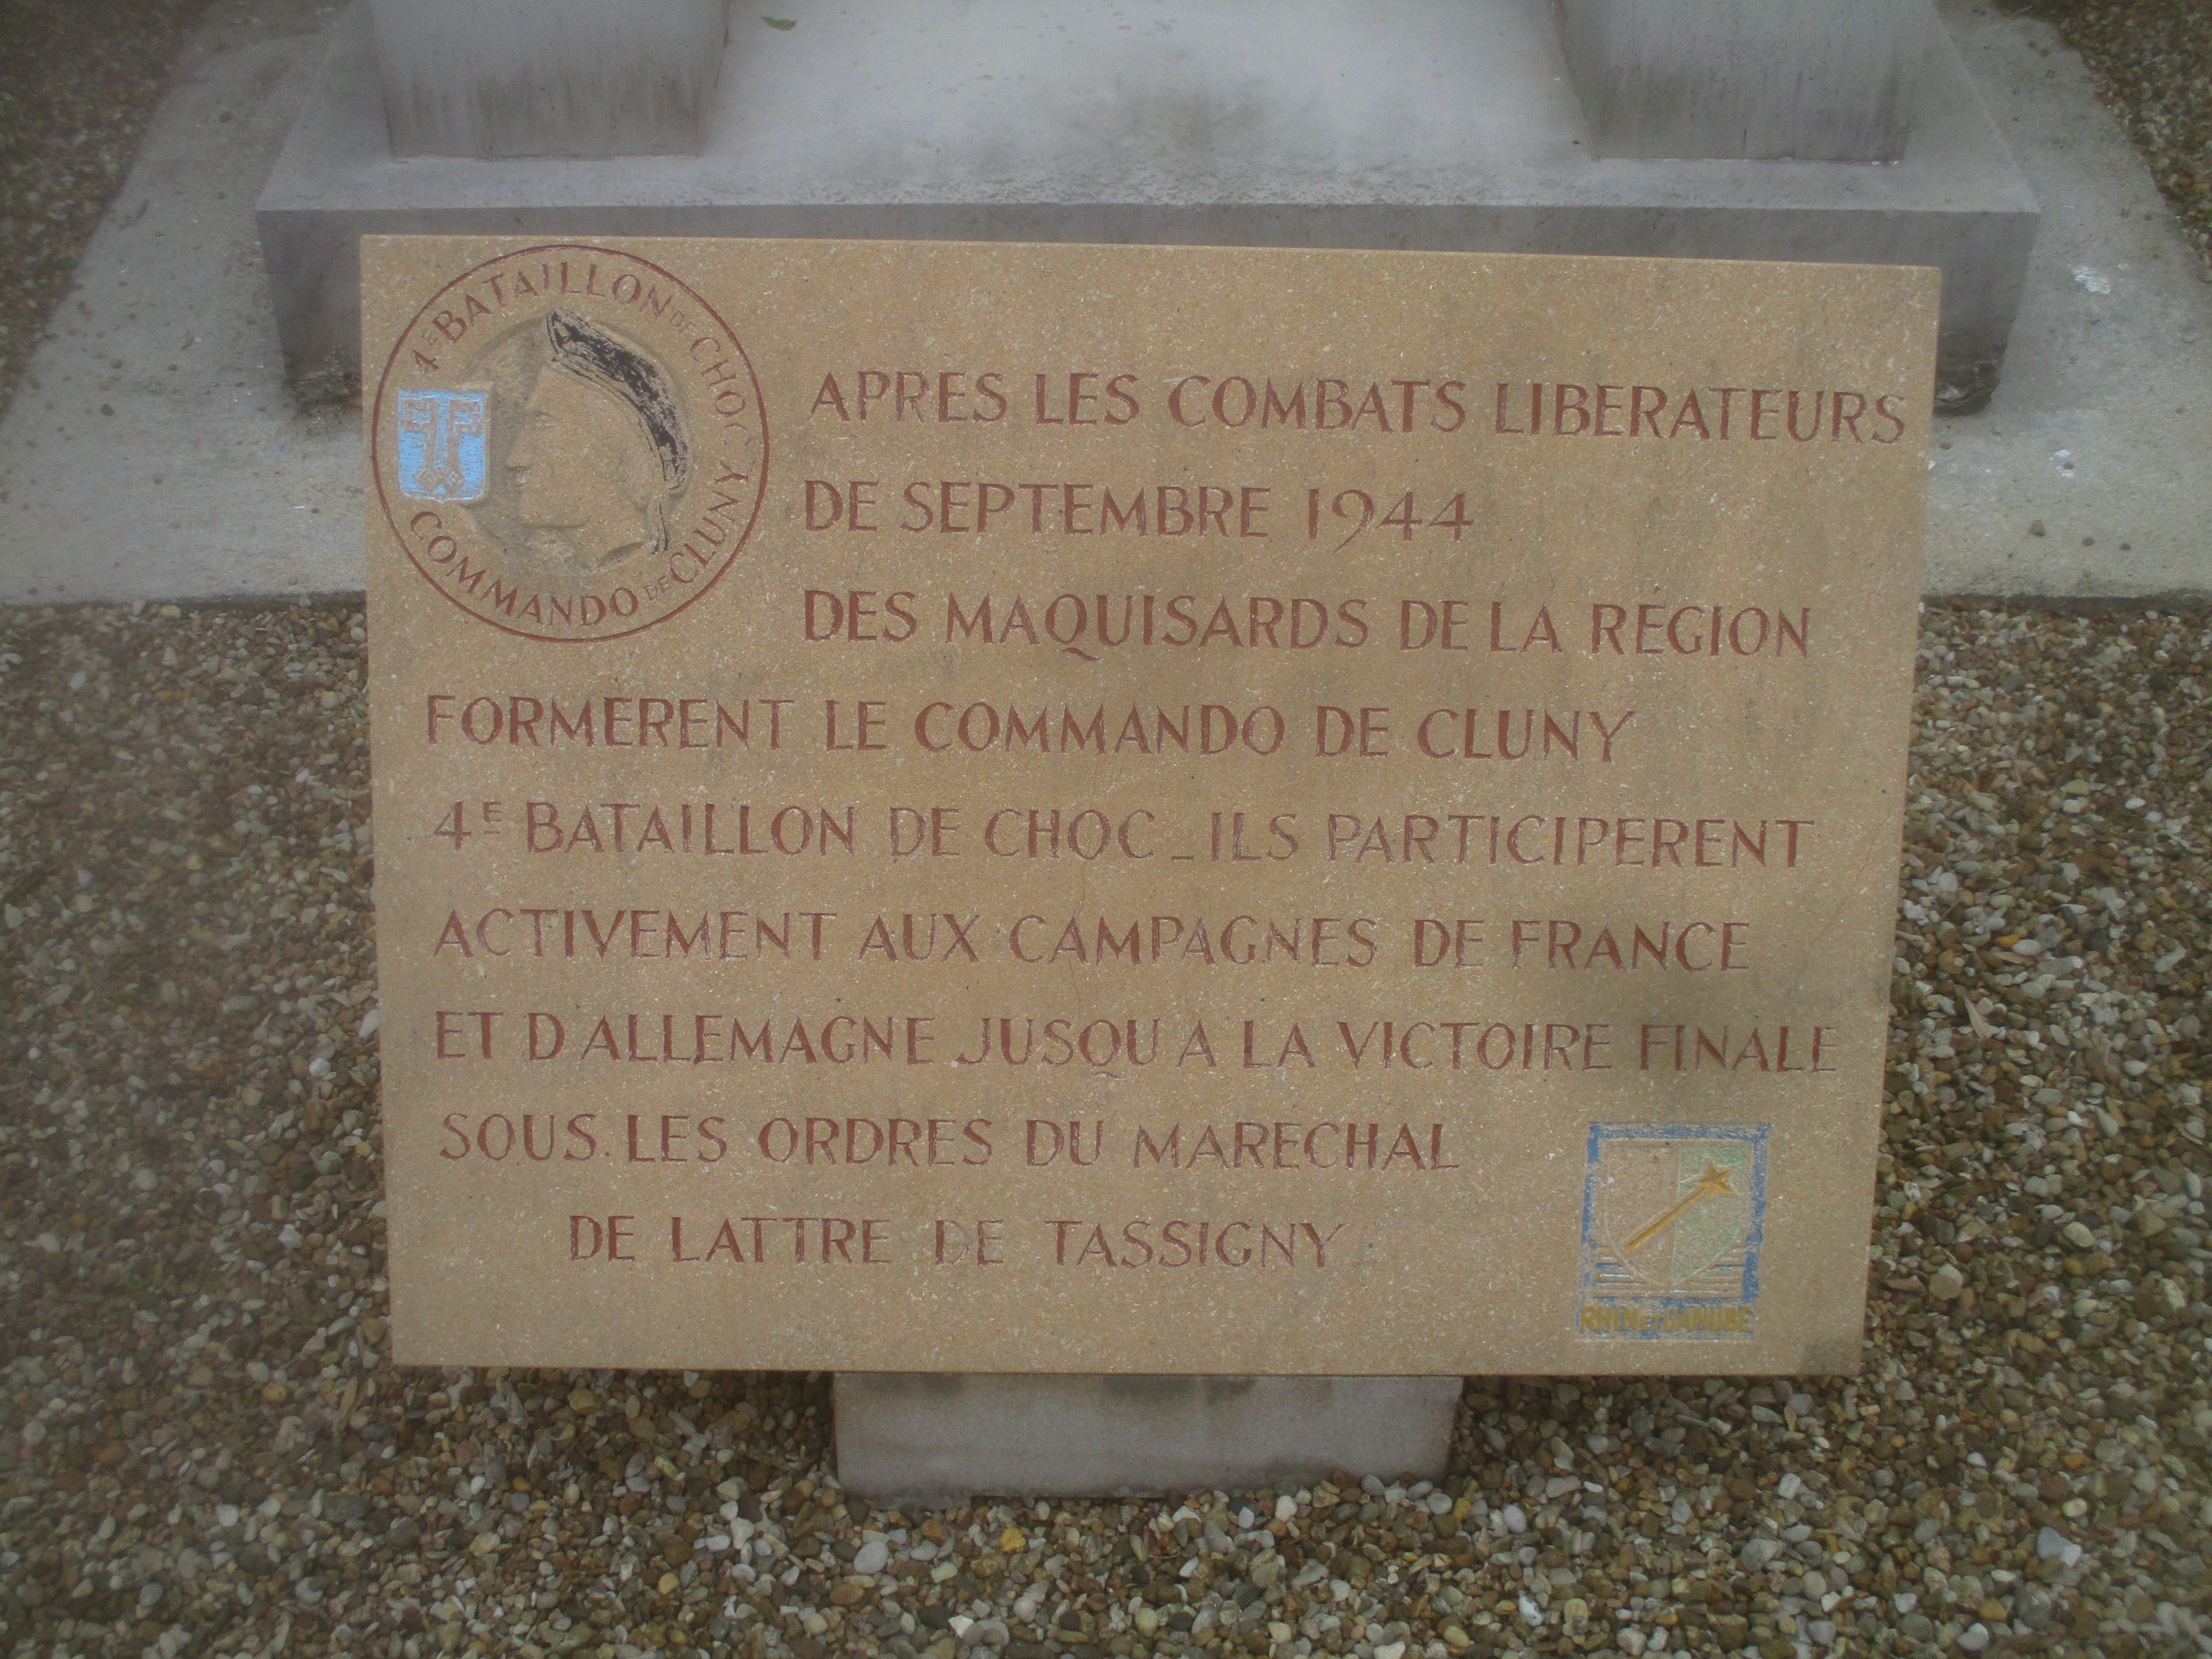 4E BATAILLON DE CHOC
COMMANDO DE CLUNY
APRES LES COMBATS LIBERATEURS
DE SEPTEMBRE 1944
DES MAQUISARDS DE LA RÉGION
FORMERENT LE COMMANDO DE CLUNY
4E BATAILLON DE CHOC _ ILS PARTICIPERENT
ACTIVEMENT AUX CAMPAGNES DE FRANCE
ET D ALLEMAGNE JUSQU A LA VICTOIRE FINALE
SOUS LES ORDRES DU MARECHAL
DE LATTRE DE TASSIGNY
RHIN ET DANUBE